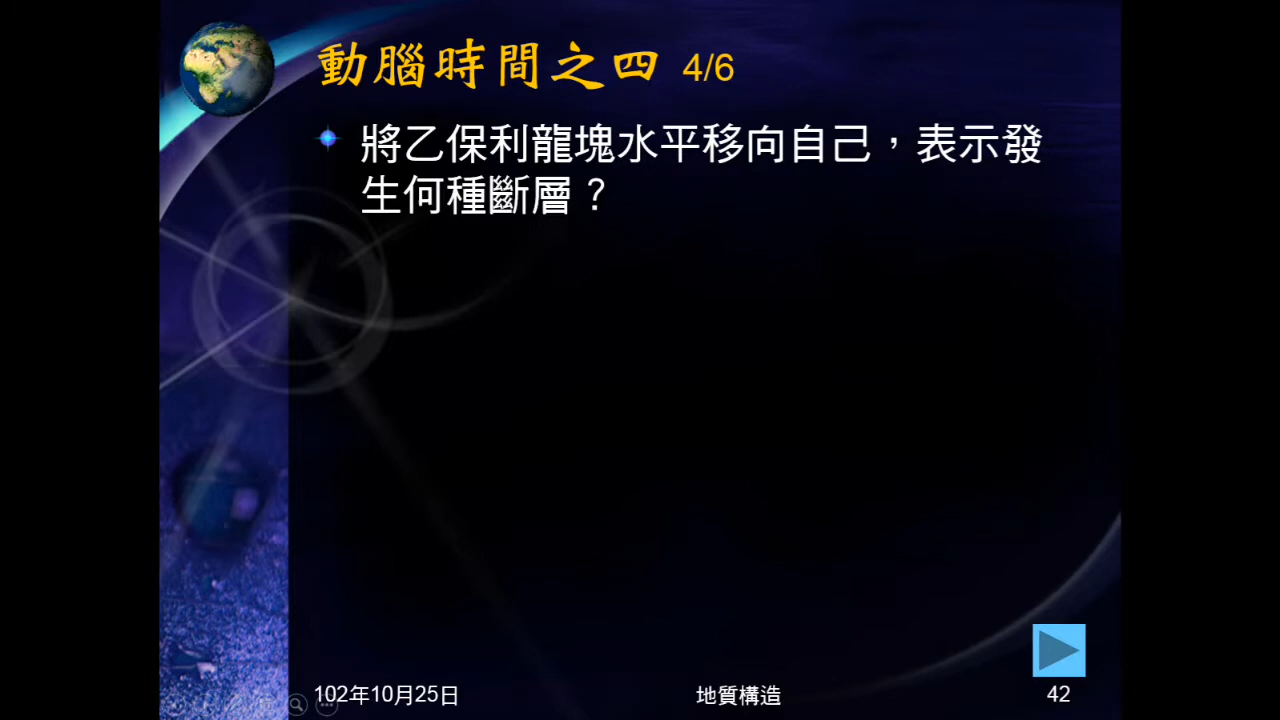 動腦時間之四 4/6
將乙保利龍塊水平移向自己，表示發
生何種斷層？
102年10月25日
地質構造
42